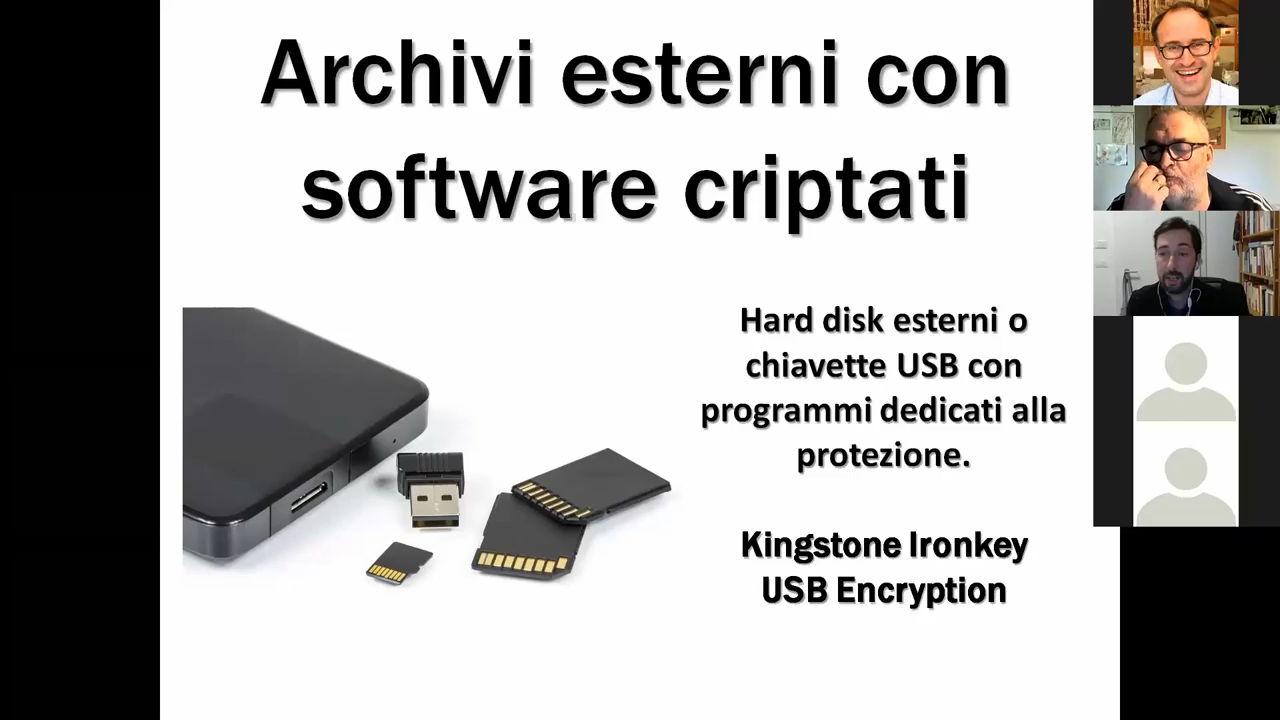 Archivi esterni con
software criptati
Hard disk esterni o
chiavette USB con
programmi dedicati alla
protezione.
Kingstone Ironkey
USB Encryption